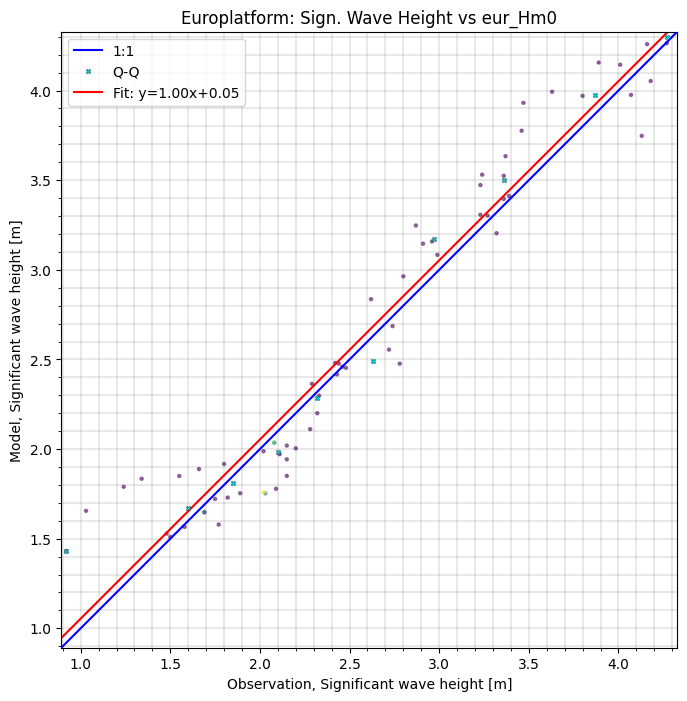 Europlatform: Sign. Wave Height vs eur_Hm0
1:1
Q-Q
Fit: y=1.00x+0.05
Model, Significant wave height [m]
4.0
3.5
3.0
2.5
2.0
1.5
1.0
1.0 1.5 2.0 2.5 3.0 3.5 4.0
Observation, Significant wave height [m]